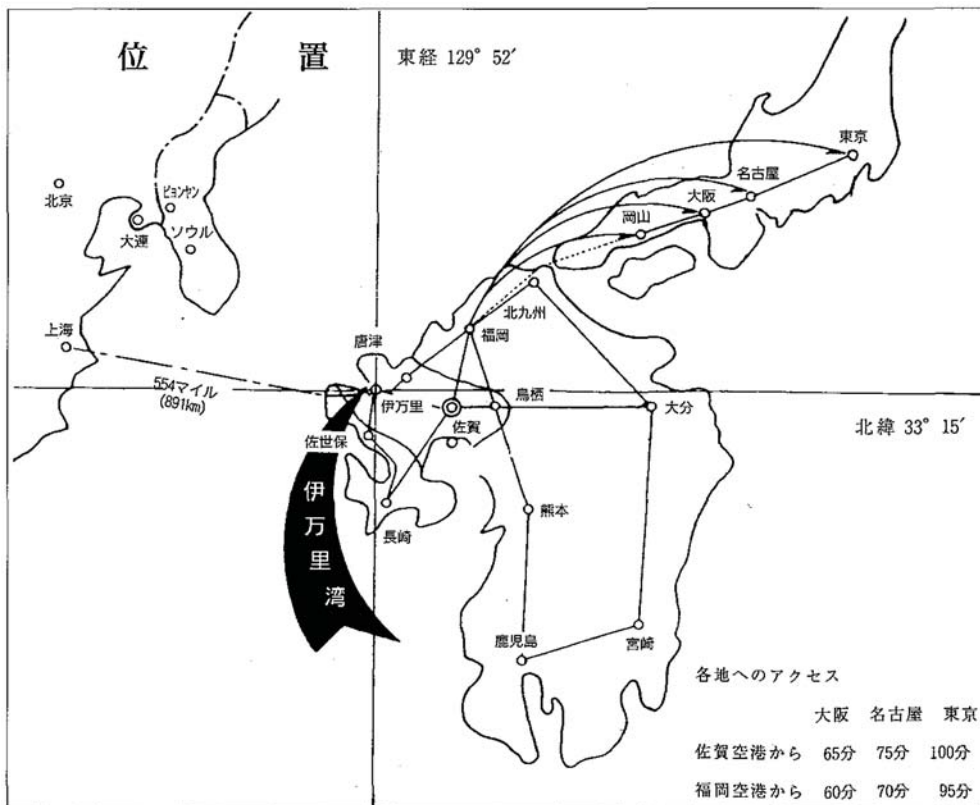 位置
東経 129° 52′
東京
名古屋
大阪
岡山
北京
ピョンヤン
大連
ソウル
北九州
上海
福岡
唐津
554マイル
(891km)
伊万里
鳥栖
大分
佐賀
北緯 33° 15′
佐世保
伊万里湾
熊本
長崎
鹿児島
宮崎
各地へのアクセス
大阪 名古屋 東京
佐賀空港から 65分 75分 100分
福岡空港から 60分 70分 95分